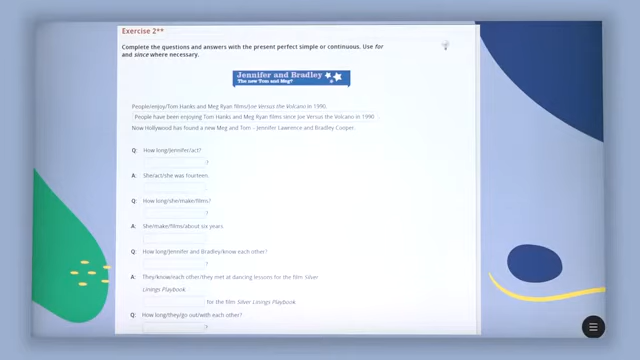 Exercise 2**
Complete the questions and answers with the present perfect simple or continuous. Use for
and since where necessary.
Jennifer and Bradley
The new Tom and Meg?
People/enjoy/Tom Hanks and Meg Ryan films/Joe Versus the Volcano in 1990.
People have been enjoying Tom Hanks and Meg Ryan films since Joe Versus the Volcano in 1990
Now Hollywood has found a new Meg and Tom – Jennifer Lawrence and Bradley Cooper.
Q: How long/Jennifer/act?
?
A: She/act/she was fourteen.
.
Q: How long/she/make/films?
?
A: She/make/films/about six years.
.
Q: How long/Jennifer and Bradley/know each other?
?
A: They/know/each other/they met at dancing lessons for the film Silver
Linings Playbook
for the film Silver Linings Playbook.
Q: How long/they/go out/with each other?
?